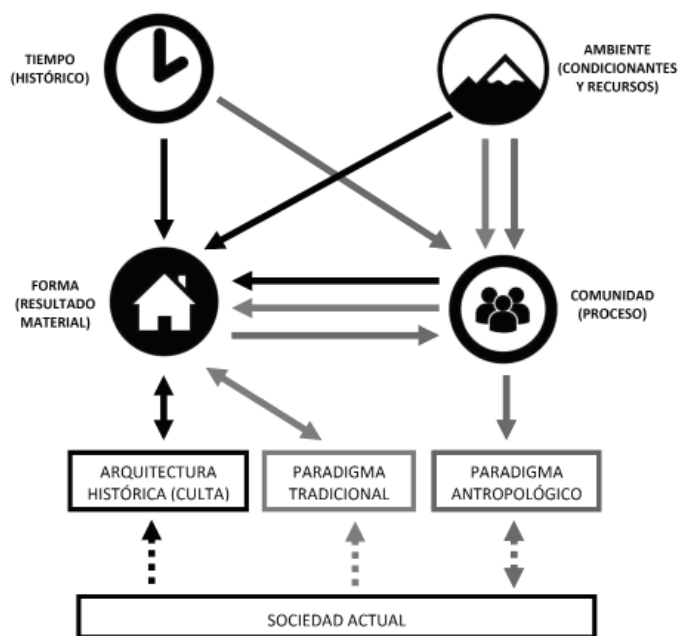 TIEMPO
(HISTÓRICO)
AMBIENTE
(CONDICIONANTES
Y RECURSOS)
FORMA
(RESULTADO
MATERIAL)
COMUNIDAD
(PROCESO)
ARQUITECTURA
HISTÓRICA (CULTA)
PARADIGMA
TRADICIONAL
PARADIGMA
ANTROPOLÓGICO
SOCIEDAD ACTUAL